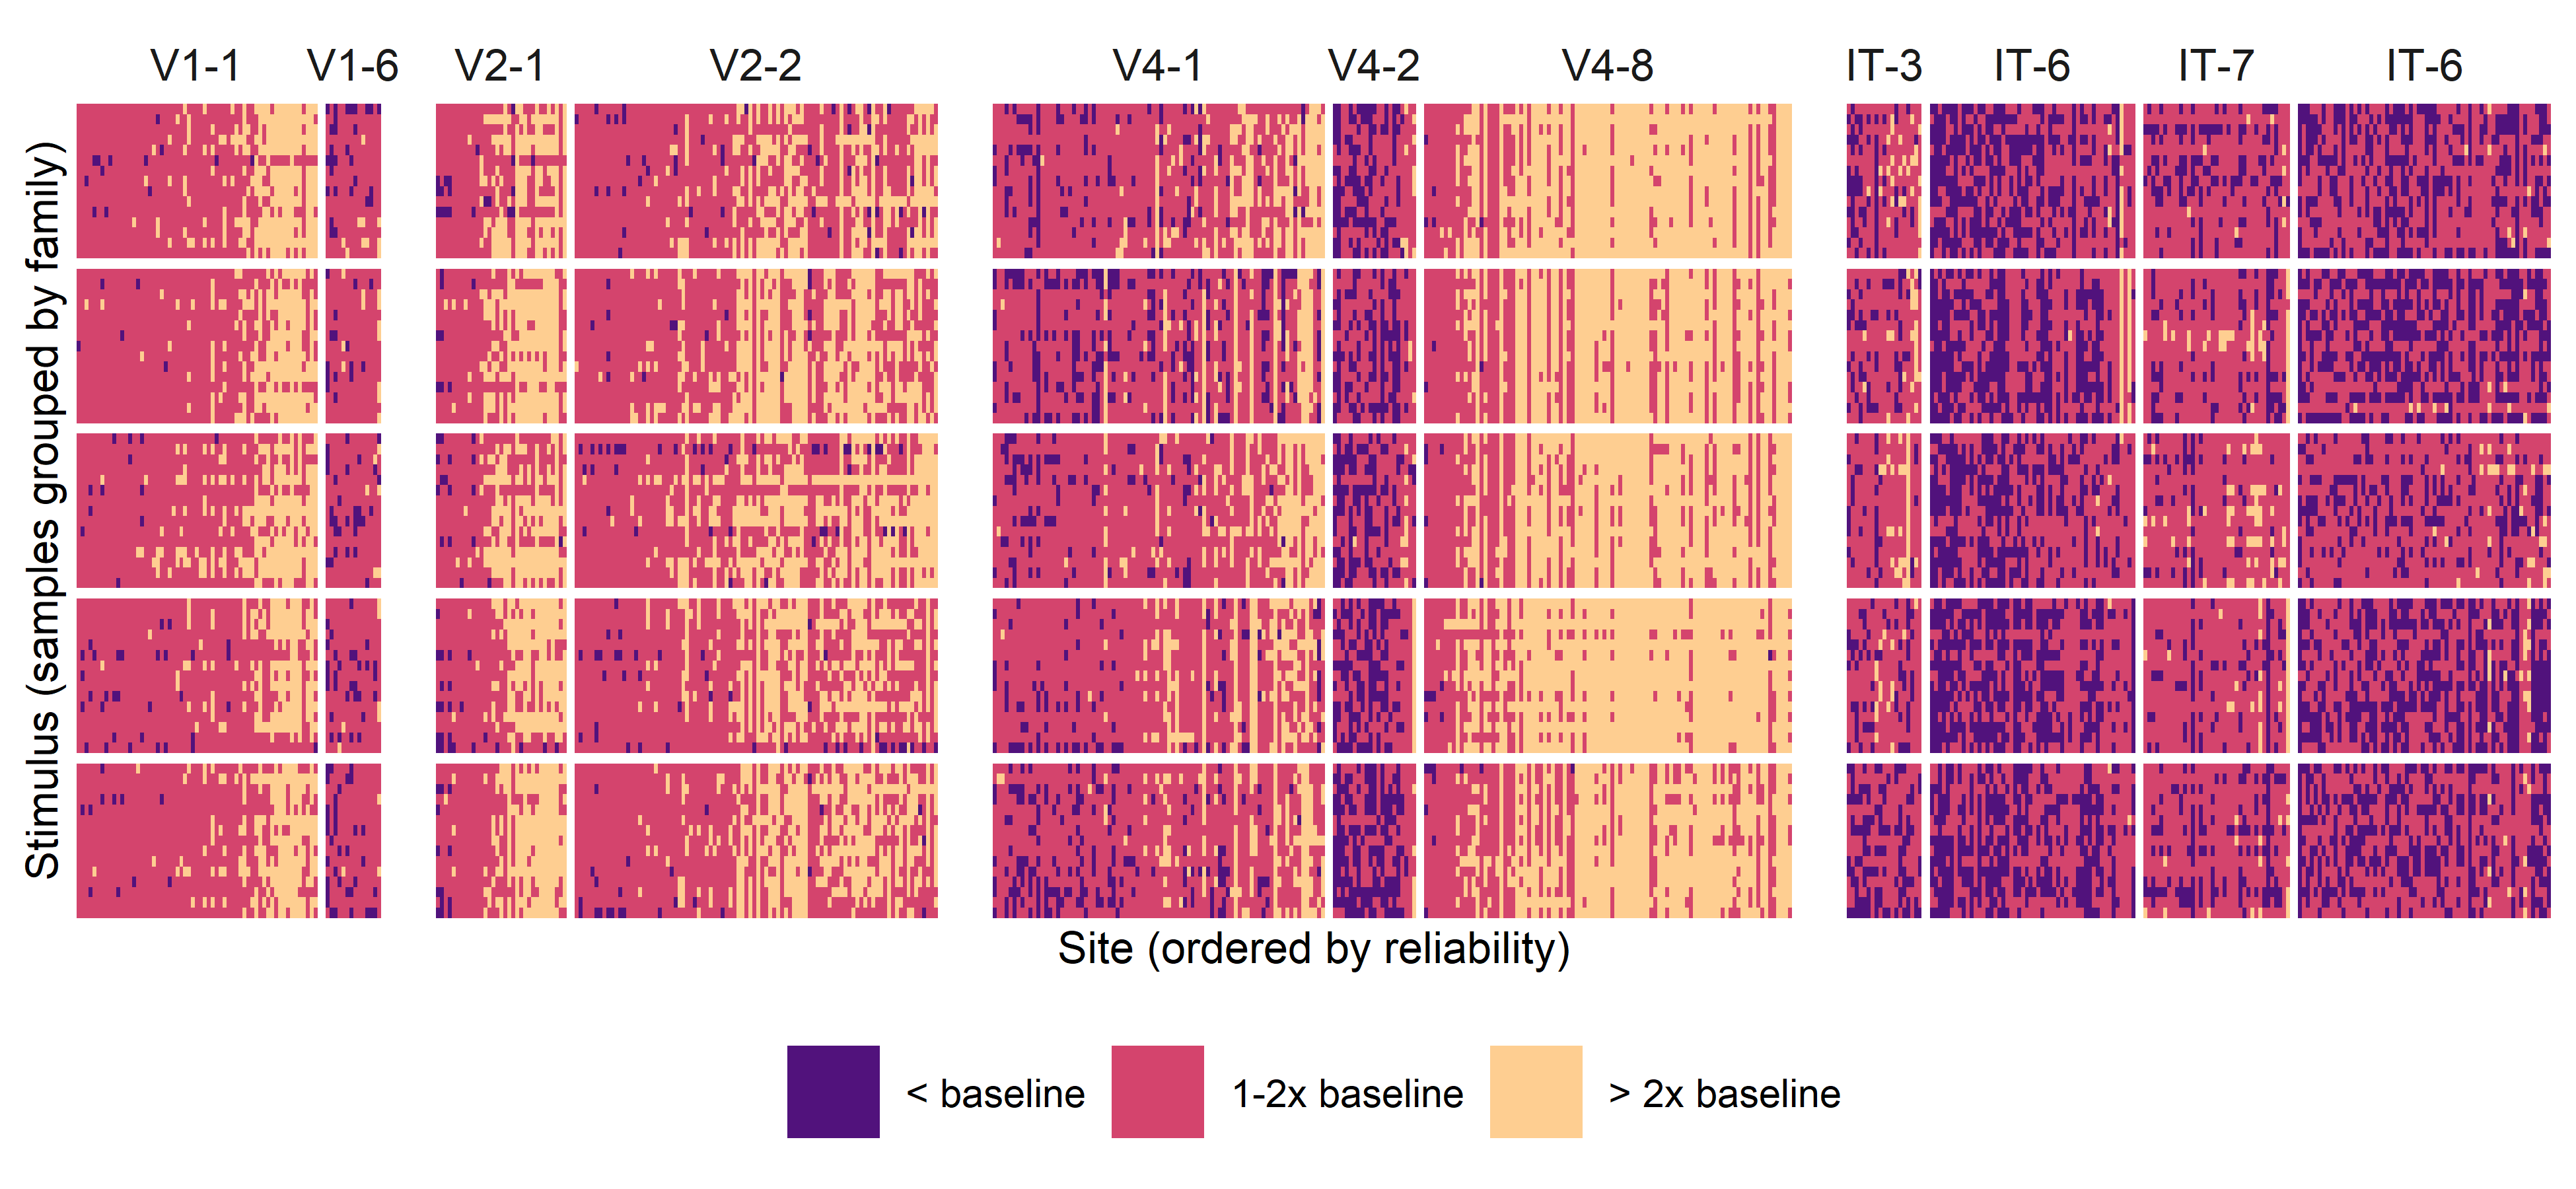 V1-1 V1-6 V2-1 V2-2 V4-1 V4-2 V4-8 IT-3 IT-6 IT-7 IT-6
Stimulus (samples grouped by family)
Site (ordered by reliability)
< baseline 1-2x baseline > 2x baseline